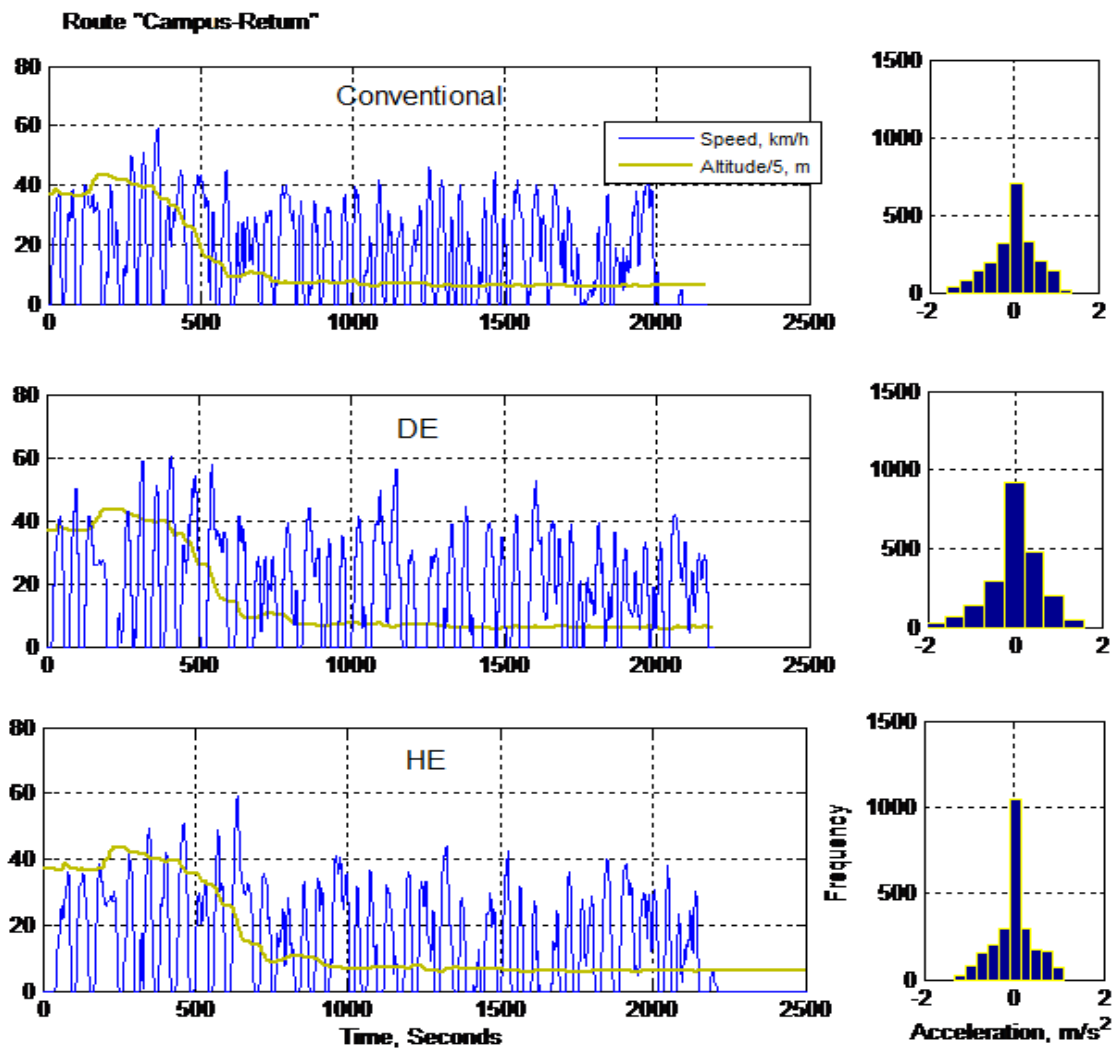 Route "Campus-Return"
80
60
40
20
0
Conventional
Speed, km/h
Altitude/5, m
0 500 1000 1500 2000 2500
1500
1000
500
0
-2 0 2
80
60
40
20
0
DE
0 500 1000 1500 2000 2500
1500
1000
500
0
-2 0 2
80
60
40
20
0
HE
0 500 1000 1500 2000 2500
Time, Seconds
Frequency
1500
1000
500
0
-2 0 2
Acceleration, m/s²